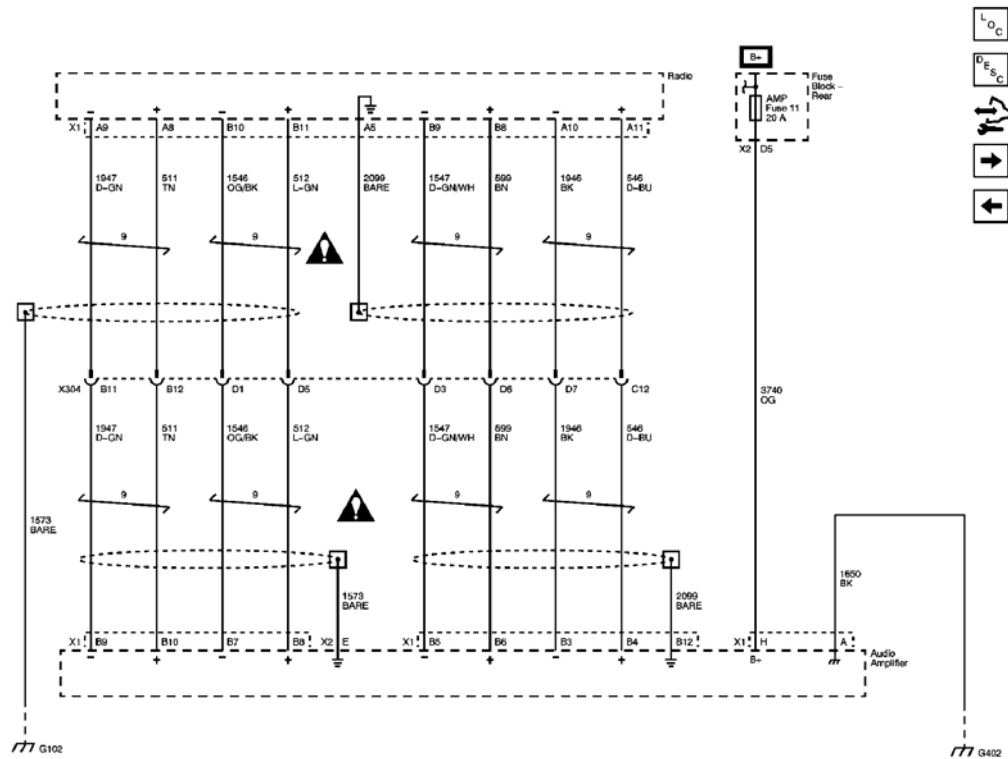 LOC
DESC
B+
Radio
Fuse
Block –
Rear
AMP
Fuse 11
20 A
– + – + – + – +
X1 A9 A8 B10 B11 A5 B9 B8 A10 A11
X2 D5
1947
D–GN
511
TN
1546
OG/BK
512
L–GN
2099
BARE
1547
D–GN/WH
599
BN
1946
BK
546
D–BU
9 9 9 9
X304 B11 B12 D1 D5 D3 D6 D7 C12
3740
OG
1947
D–GN
511
TN
1546
OG/BK
512
L–GN
1547
D–GN/WH
599
BN
1946
BK
546
D–BU
9 9 9 9
1573
BARE
1573
BARE
2099
BARE
1850
BK
X1 B9 B10 B7 B8 X2 E X1 B5 B6 B3 B4 B12 X1 H A
– + – + – + – + B+
Audio
Amplifier
G102
G402